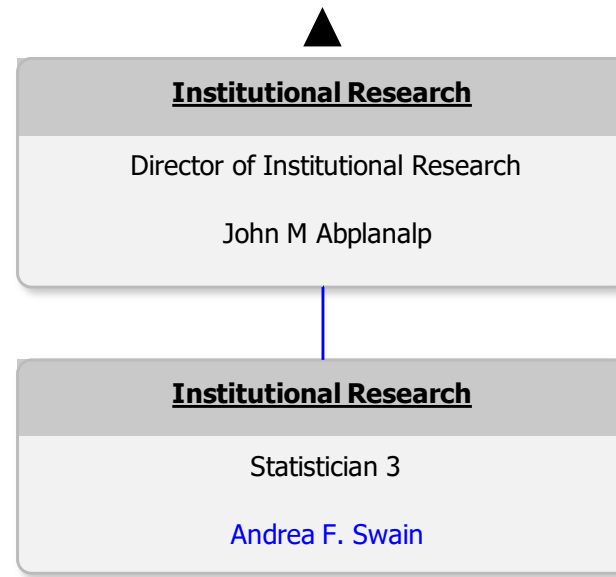 Institutional Research
Director of Institutional Research
John M Abplanalp
Institutional Research
Statistician 3
Andrea F. Swain